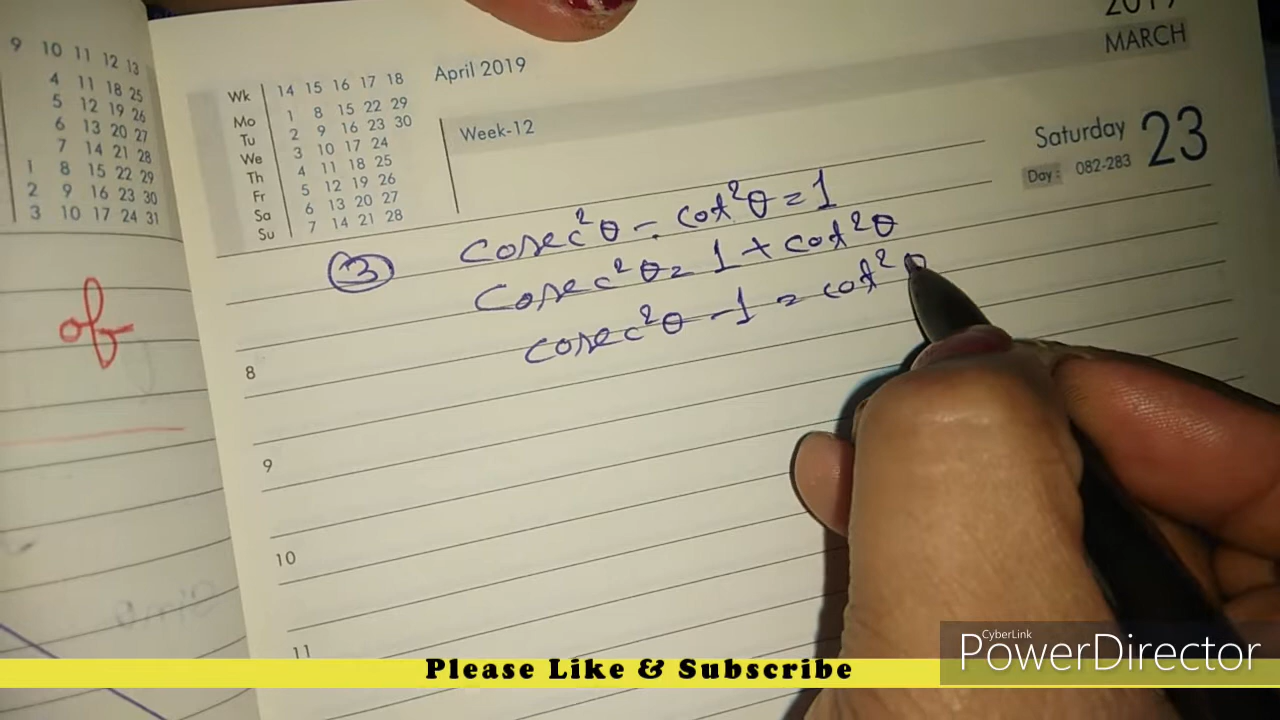 9 10 11 12 13
4 11 18 25
5 12 19 26
6 13 20 27
7 14 21 28
1 8 15 22 29
2 9 16 23 30
3 10 17 24 31
of
Wk 14 15 16 17 18
Mo 1 8 15 22 29
Tu 2 9 16 23 30
We 3 10 17 24
Th 4 11 18 25
Fr 5 12 19 26
Sa 6 13 20 27
Su 7 14 21 28
April 2019
Week-12
2019
MARCH
Saturday 23
Day: 082-283
③ cosec²θ - cot²θ = 1
cosec²θ = 1 + cot²θ
cosec²θ - 1 = cot²θ
8
9
10
11
CyberLink
PowerDirector
Please Like & Subscribe